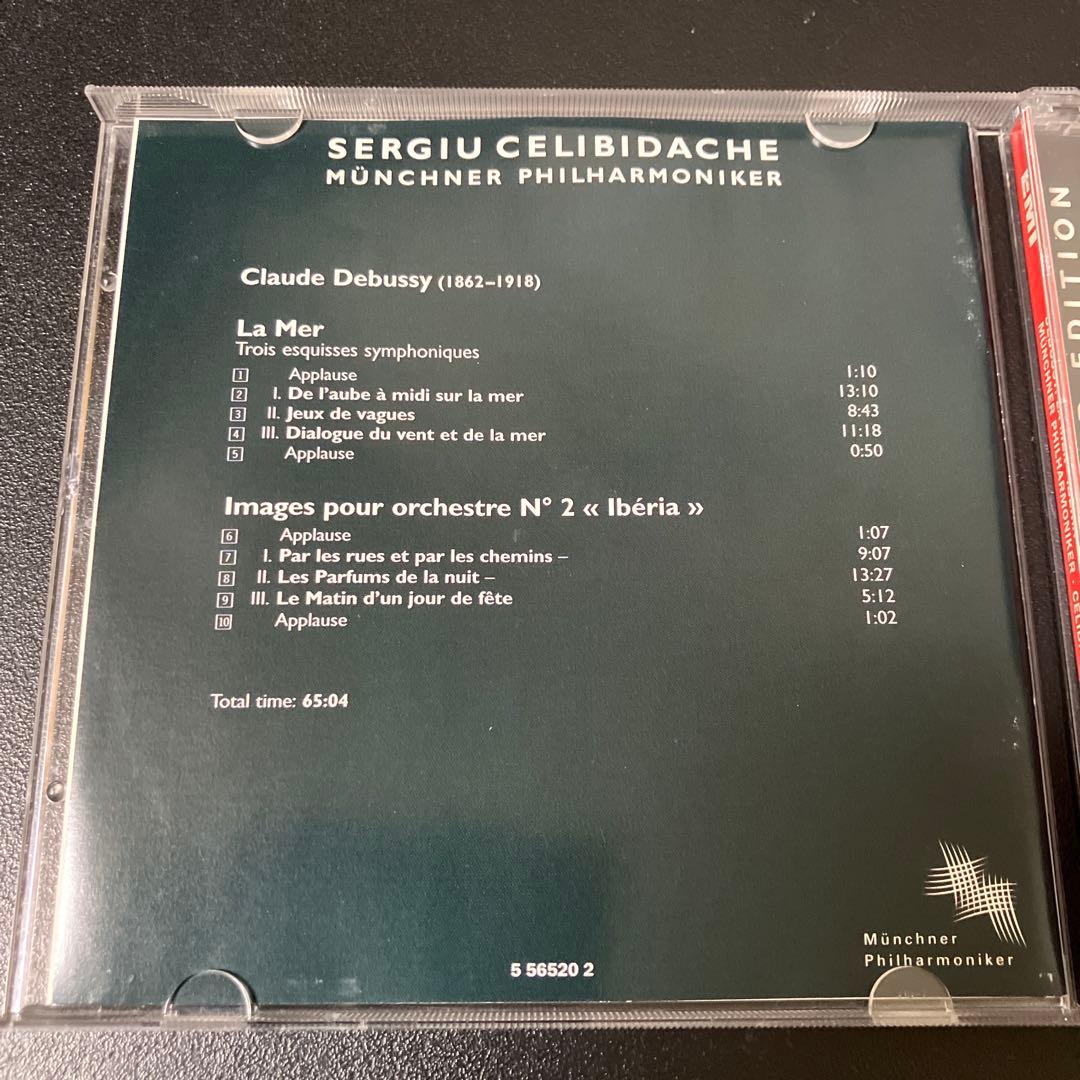 SERGIU CELIBIDACHE
MÜNCHNER PHILHARMONIKER
Claude Debussy (1862–1918)
La Mer
Trois esquisses symphoniques
1 Applause 1:10
2 I. De l'aube à midi sur la mer 13:10
3 II. Jeux de vagues 8:43
4 III. Dialogue du vent et de la mer 11:18
5 Applause 0:50
Images pour orchestre N° 2 « Ibéria »
6 Applause 1:07
7 I. Par les rues et par les chemins – 9:07
8 II. Les Parfums de la nuit – 13:27
9 III. Le Matin d'un jour de fête 5:12
10 Applause 1:02
Total time: 65:04
5 56520 2
Münchner
Philharmoniker
EMI
MÜNCHNER PHILHARMONIKER
EDITION